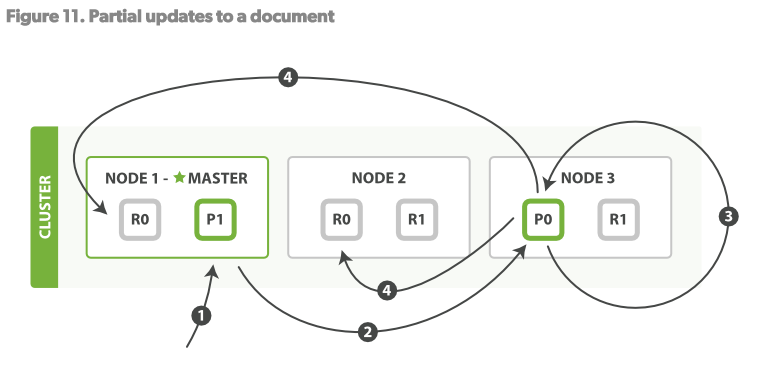 Figure 11. Partial updates to a document
4
CLUSTER
NODE 1 - ★ MASTER
NODE 2
NODE 3
R0
P1
R0
R1
P0
R1
3
4
1
2